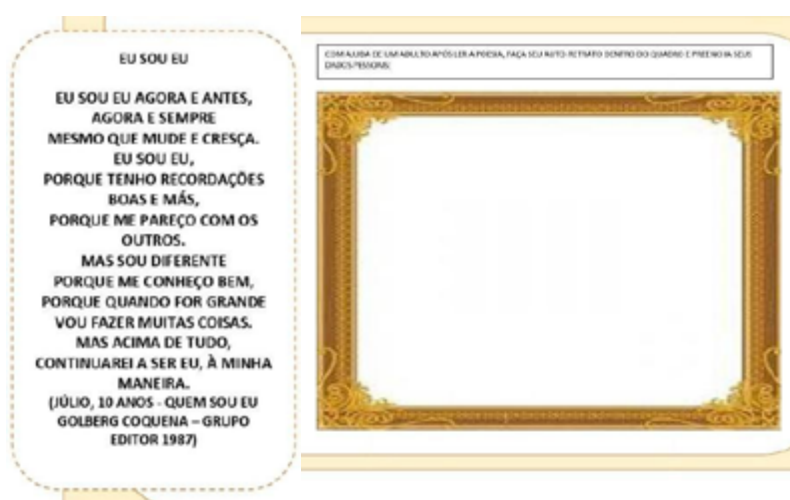 EU SOU EU
EU SOU EU AGORA E ANTES,
AGORA E SEMPRE
MESMO QUE MUDE E CRESÇA.
EU SOU EU,
PORQUE TENHO RECORDAÇÕES
BOAS E MÁS,
PORQUE ME PAREÇO COM OS
OUTROS.
MAS SOU DIFERENTE
PORQUE ME CONHEÇO BEM,
PORQUE QUANDO FOR GRANDE
VOU FAZER MUITAS COISAS.
MAS ACIMA DE TUDO,
CONTINUAREI A SER EU, À MINHA
MANEIRA.
(JÚLIO, 10 ANOS - QUEM SOU EU
GOLBERG COQUENA – GRUPO
EDITOR 1987)
COM AJUDA DE UM ADULTO APÓS LER A POESIA, FAÇA SEU AUTO-RETRATO DENTRO DO QUADRO E PREENCHA SEUS
DADOS PESSOAIS: